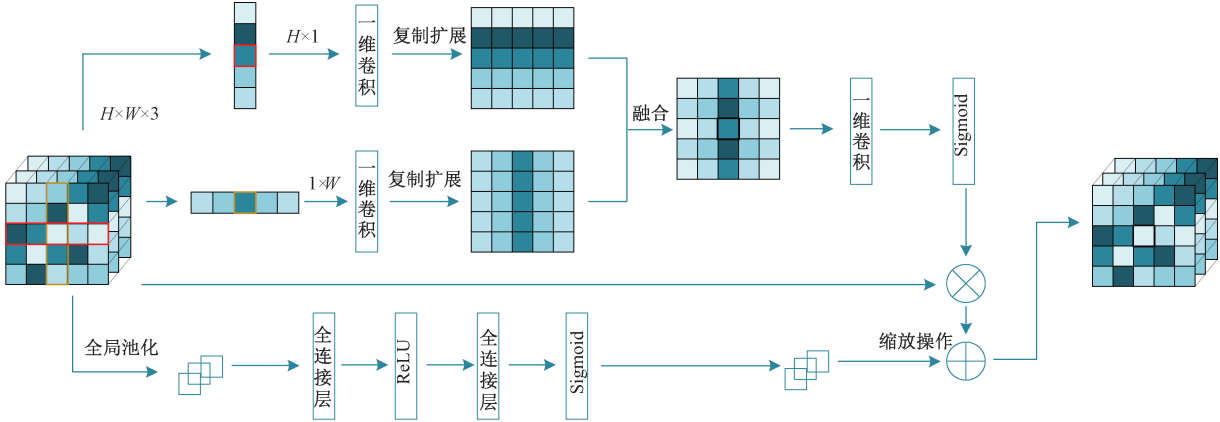 H×1
一维卷积
复制扩展
H×W×3
融合
一维卷积
Sigmoid
1×W
一维卷积
复制扩展
全局池化
全连接层
ReLU
全连接层
Sigmoid
缩放操作